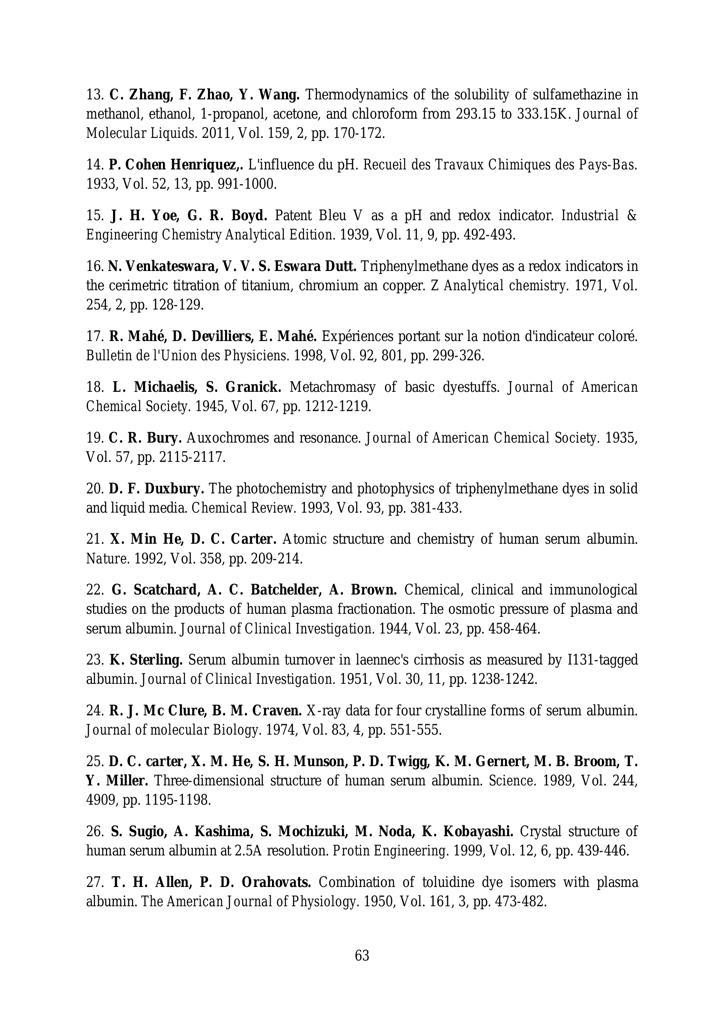 13. C. Zhang, F. Zhao, Y. Wang. Thermodynamics of the solubility of sulfamethazine in
methanol, ethanol, 1-propanol, acetone, and chloroform from 293.15 to 333.15K. Journal of
Molecular Liquids. 2011, Vol. 159, 2, pp. 170-172.
14. P. Cohen Henriquez,. L'influence du pH. Recueil des Travaux Chimiques des Pays-Bas.
1933, Vol. 52, 13, pp. 991-1000.
15. J. H. Yoe, G. R. Boyd. Patent Bleu V as a pH and redox indicator. Industrial &
Engineering Chemistry Analytical Edition. 1939, Vol. 11, 9, pp. 492-493.
16. N. Venkateswara, V. V. S. Eswara Dutt. Triphenylmethane dyes as a redox indicators in
the cerimetric titration of titanium, chromium an copper. Z Analytical chemistry. 1971, Vol.
254, 2, pp. 128-129.
17. R. Mahé, D. Devilliers, E. Mahé. Expériences portant sur la notion d'indicateur coloré.
Bulletin de l'Union des Physiciens. 1998, Vol. 92, 801, pp. 299-326.
18. L. Michaelis, S. Granick. Metachromasy of basic dyestuffs. Journal of American
Chemical Society. 1945, Vol. 67, pp. 1212-1219.
19. C. R. Bury. Auxochromes and resonance. Journal of American Chemical Society. 1935,
Vol. 57, pp. 2115-2117.
20. D. F. Duxbury. The photochemistry and photophysics of triphenylmethane dyes in solid
and liquid media. Chemical Review. 1993, Vol. 93, pp. 381-433.
21. X. Min He, D. C. Carter. Atomic structure and chemistry of human serum albumin.
Nature. 1992, Vol. 358, pp. 209-214.
22. G. Scatchard, A. C. Batchelder, A. Brown. Chemical, clinical and immunological
studies on the products of human plasma fractionation. The osmotic pressure of plasma and
serum albumin. Journal of Clinical Investigation. 1944, Vol. 23, pp. 458-464.
23. K. Sterling. Serum albumin turnover in laennec's cirrhosis as measured by I131-tagged
albumin. Journal of Clinical Investigation. 1951, Vol. 30, 11, pp. 1238-1242.
24. R. J. Mc Clure, B. M. Craven. X-ray data for four crystalline forms of serum albumin.
Journal of molecular Biology. 1974, Vol. 83, 4, pp. 551-555.
25. D. C. carter, X. M. He, S. H. Munson, P. D. Twigg, K. M. Gernert, M. B. Broom, T.
Y. Miller. Three-dimensional structure of human serum albumin. Science. 1989, Vol. 244,
4909, pp. 1195-1198.
26. S. Sugio, A. Kashima, S. Mochizuki, M. Noda, K. Kobayashi. Crystal structure of
human serum albumin at 2.5A resolution. Protin Engineering. 1999, Vol. 12, 6, pp. 439-446.
27. T. H. Allen, P. D. Orahovats. Combination of toluidine dye isomers with plasma
albumin. The American Journal of Physiology. 1950, Vol. 161, 3, pp. 473-482.
63